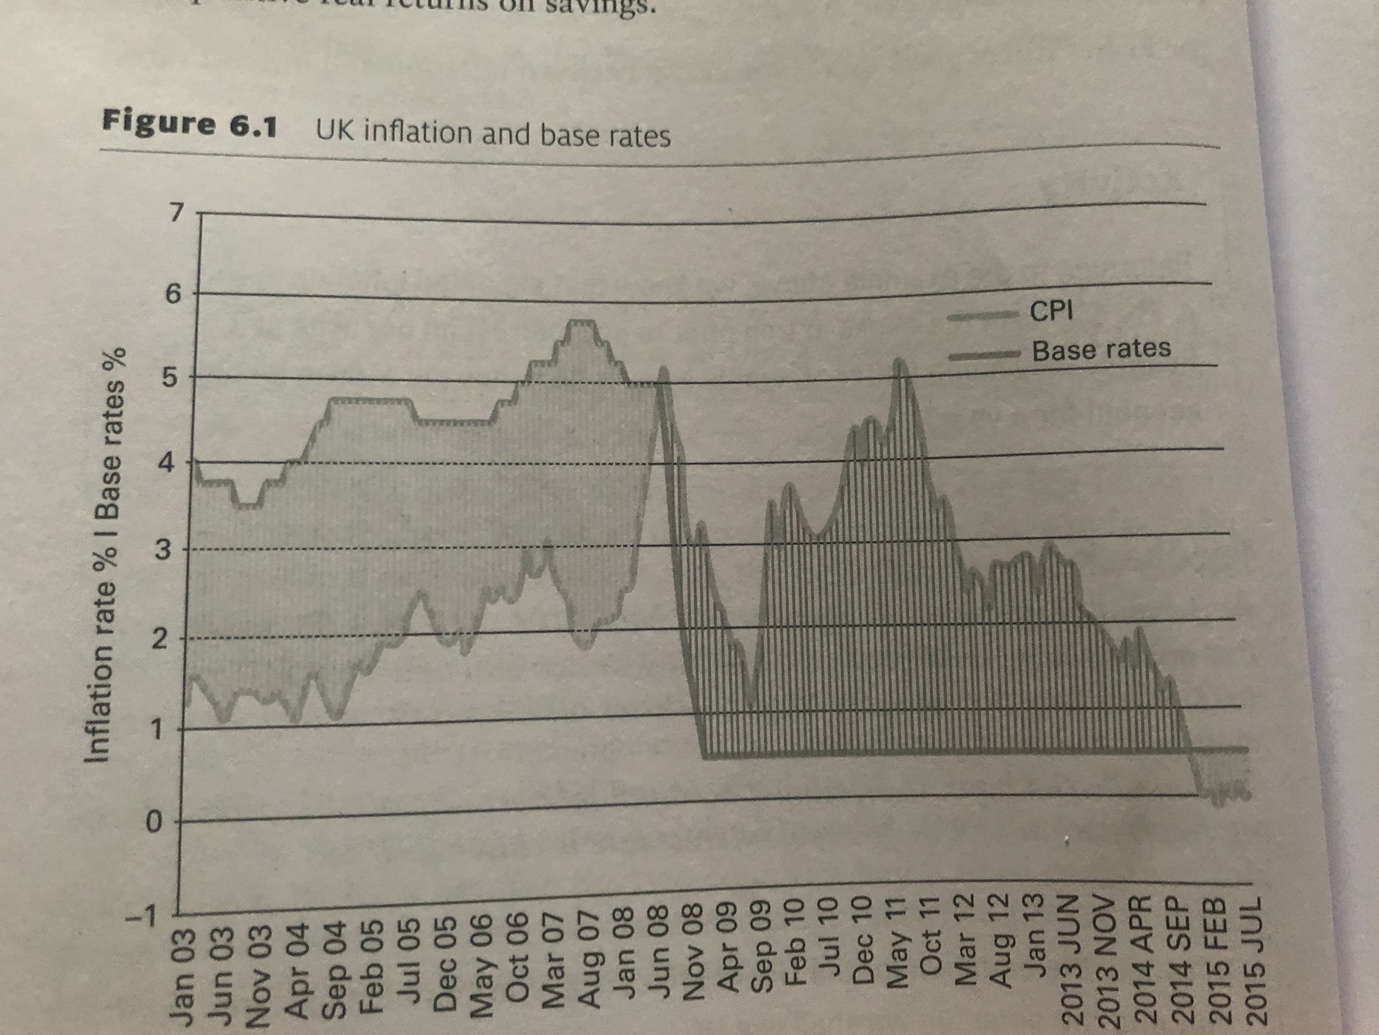 real returns on savings.
Figure 6.1 UK inflation and base rates
7
6
CPI
Base rates
5
4
3
2
1
0
–1
Inflation rate % I Base rates %
Jan 03
Jun 03
Nov 03
Apr 04
Sep 04
Feb 05
Jul 05
Dec 05
May 06
Oct 06
Mar 07
Aug 07
Jan 08
Jun 08
Nov 08
Apr 09
Sep 09
Feb 10
Jul 10
Dec 10
May 11
Oct 11
Mar 12
Aug 12
Jan 13
2013 JUN
2013 NOV
2014 APR
2014 SEP
2015 FEB
2015 JUL